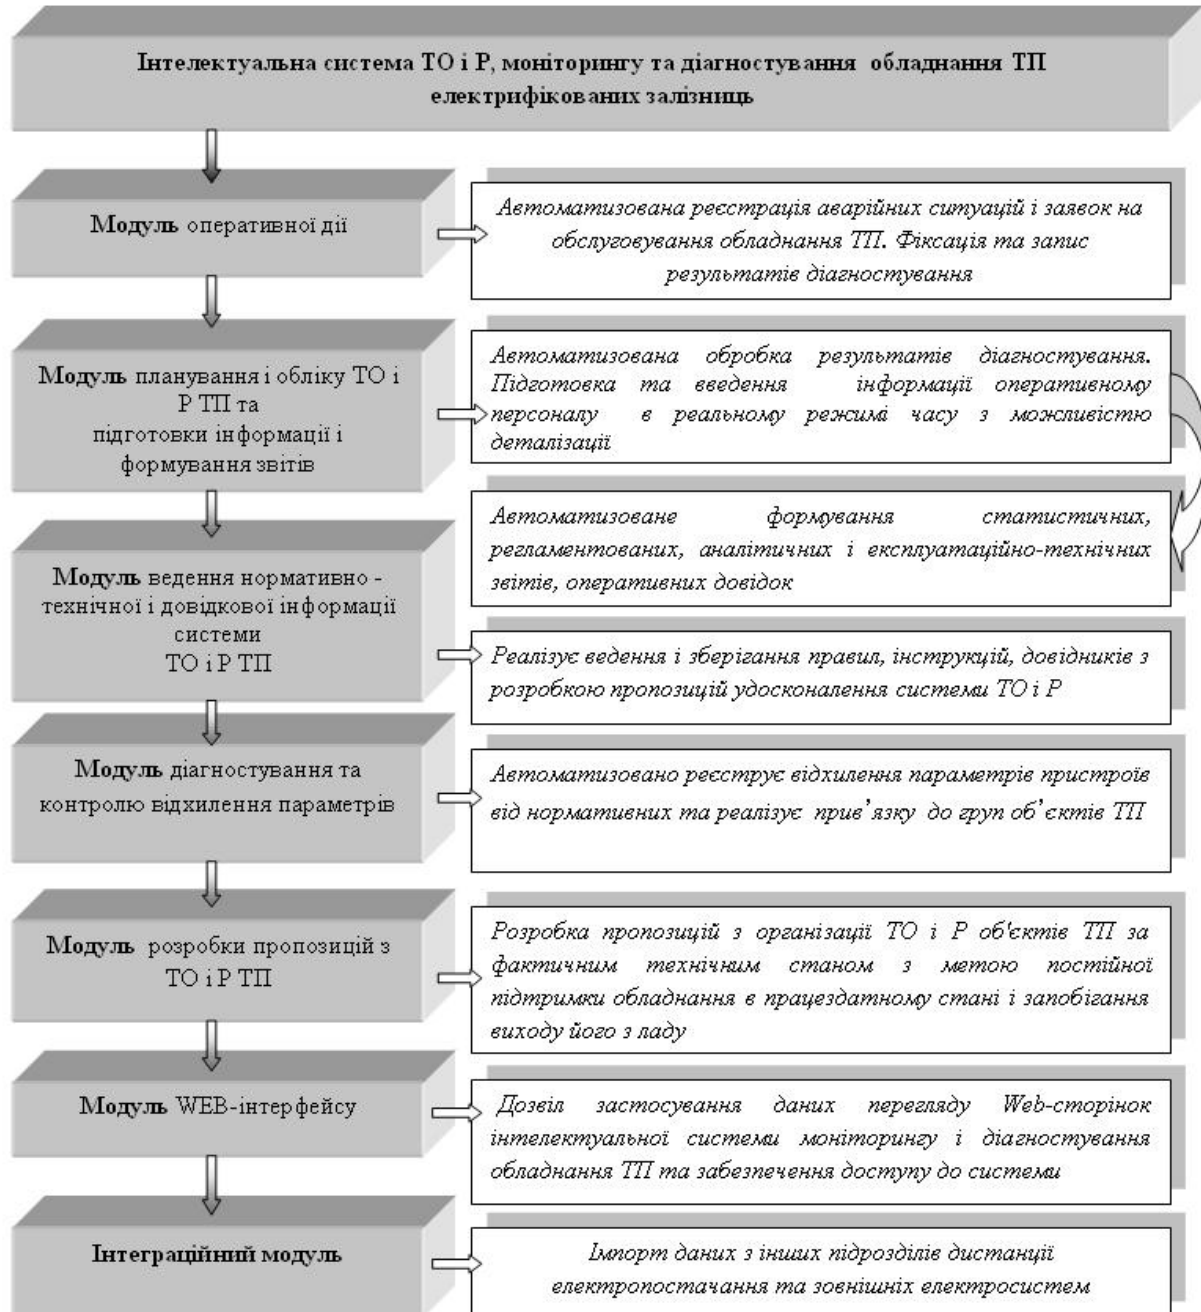 Інтелектуальна система ТО і Р, моніторингу та діагностування обладнання ТП
електрифікованих залізниць
Модуль оперативної дії
Автоматизована реєстрація аварійних ситуацій і заявок на
обслуговування обладнання ТП. Фіксація та запис
результатів діагностування
Модуль планування і обліку ТО і
Р ТП та
підготовки інформації і
формування звітів
Автоматизована обробка результатів діагностування.
Підготовка та введення інформації оперативному
персоналу в реальному режимі часу з можливістю
деталізації
Автоматизоване формування статистичних,
регламентованих, аналітичних і експлуатаційно-технічних
звітів, оперативних довідок
Модуль ведення нормативно -
технічної і довідкової інформації
системи
ТО і Р ТП
Реалізує ведення і зберігання правил, інструкцій, довідників з
розробкою пропозицій удосконалення системи ТО і Р
Модуль діагностування та
контролю відхилення параметрів
Автоматизовано реєструє відхилення параметрів пристроїв
від нормативних та реалізує прив’язку до груп об’єктів ТП
Модуль розробки пропозицій з
ТО і Р ТП
Розробка пропозицій з організації ТО і Р об'єктів ТП за
фактичним технічним станом з метою постійної
підтримки обладнання в працездатному стані і запобігання
виходу його з ладу
Модуль WEB-інтерфейсу
Дозвіл застосування даних перегляду Web-сторінок
інтелектуальної системи моніторингу і діагностування
обладнання ТП та забезпечення доступу до системи
Інтеграційний модуль
Імпорт даних з інших підрозділів дистанції
електропостачання та зовнішніх електросистем